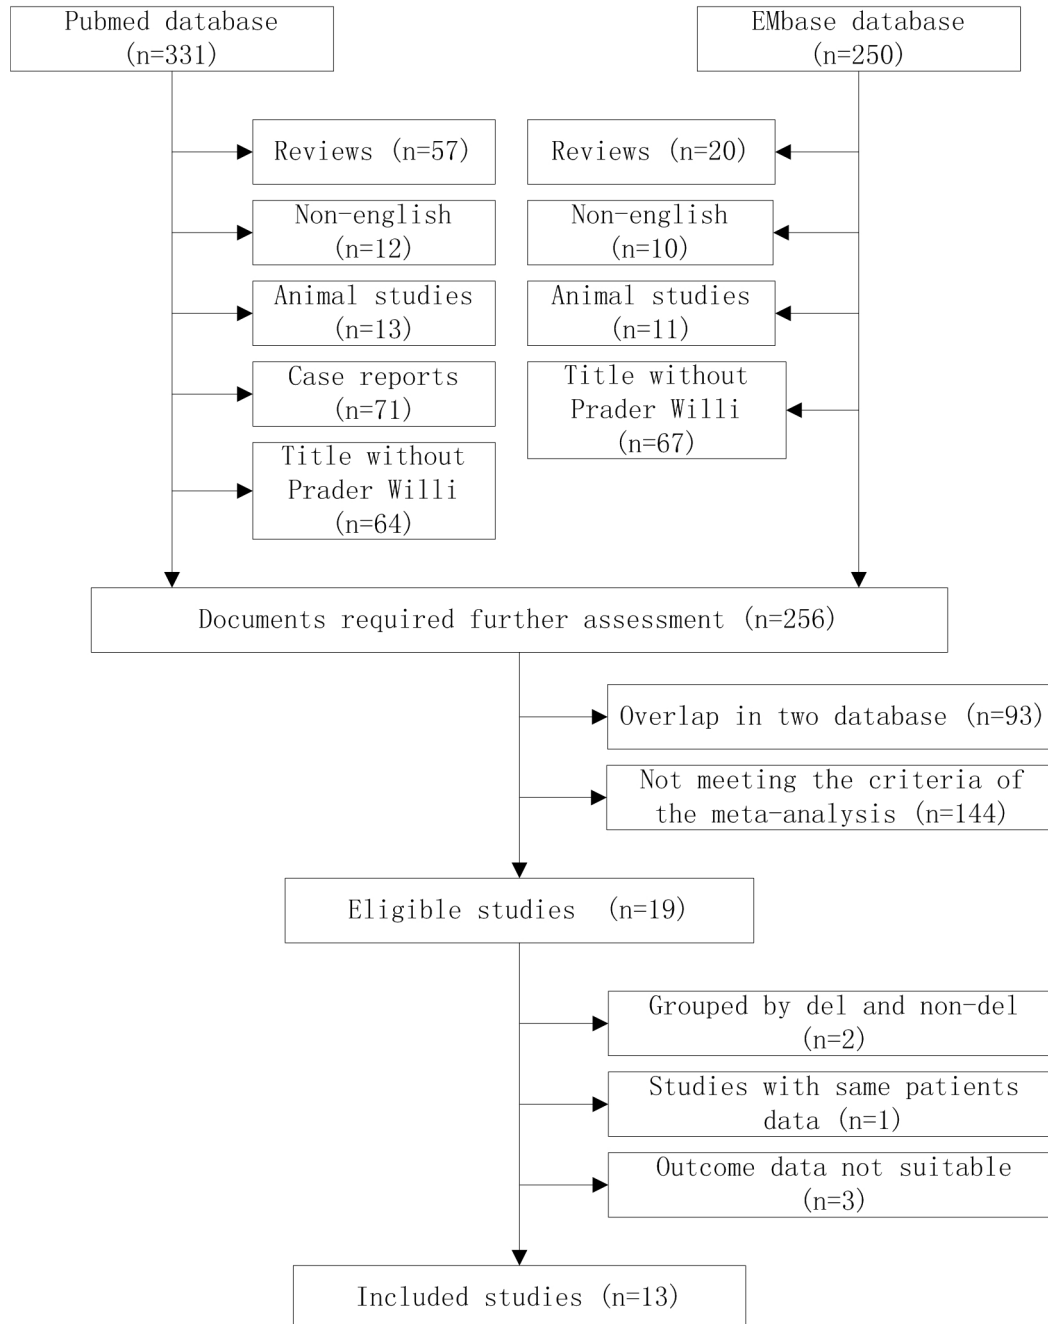 Pubmed database
(n=331)
EMbase database
(n=250)
Reviews (n=57)
Reviews (n=20)
Non-english
(n=12)
Non-english
(n=10)
Animal studies
(n=13)
Animal studies
(n=11)
Case reports
(n=71)
Title without
Prader Willi
(n=67)
Title without
Prader Willi
(n=64)
Documents required further assessment (n=256)
Overlap in two database (n=93)
Not meeting the criteria of
the meta-analysis (n=144)
Eligible studies (n=19)
Grouped by del and non-del
(n=2)
Studies with same patients
data (n=1)
Outcome data not suitable
(n=3)
Included studies (n=13)